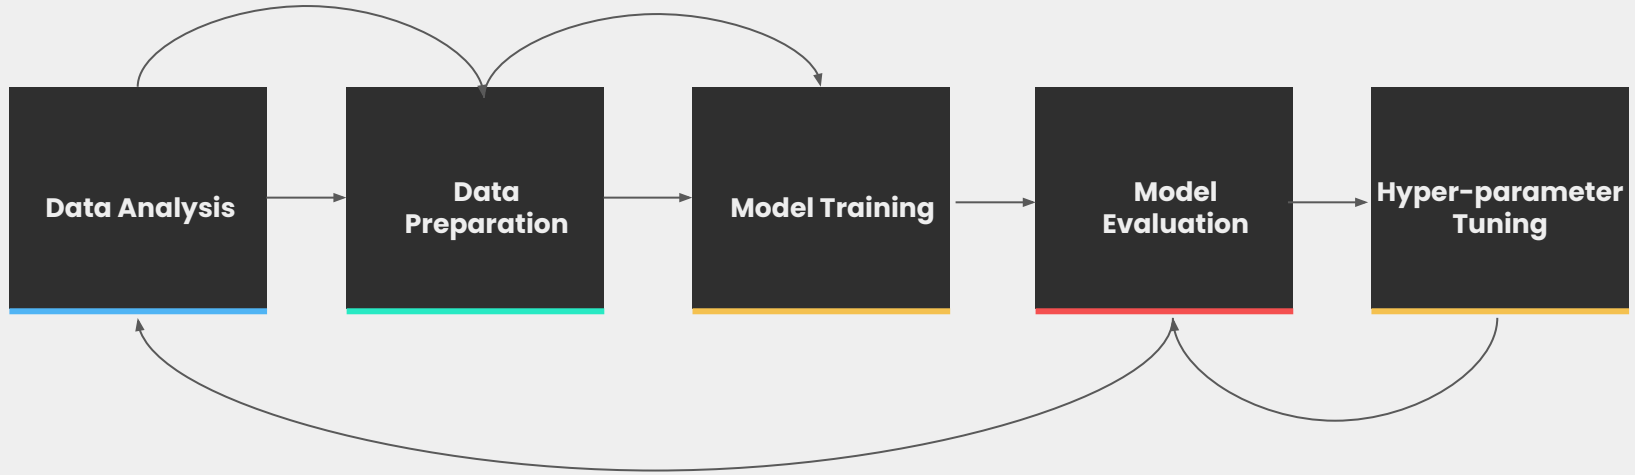 Data Analysis
Data
Preparation
Model Training
Model
Evaluation
Hyper-parameter
Tuning